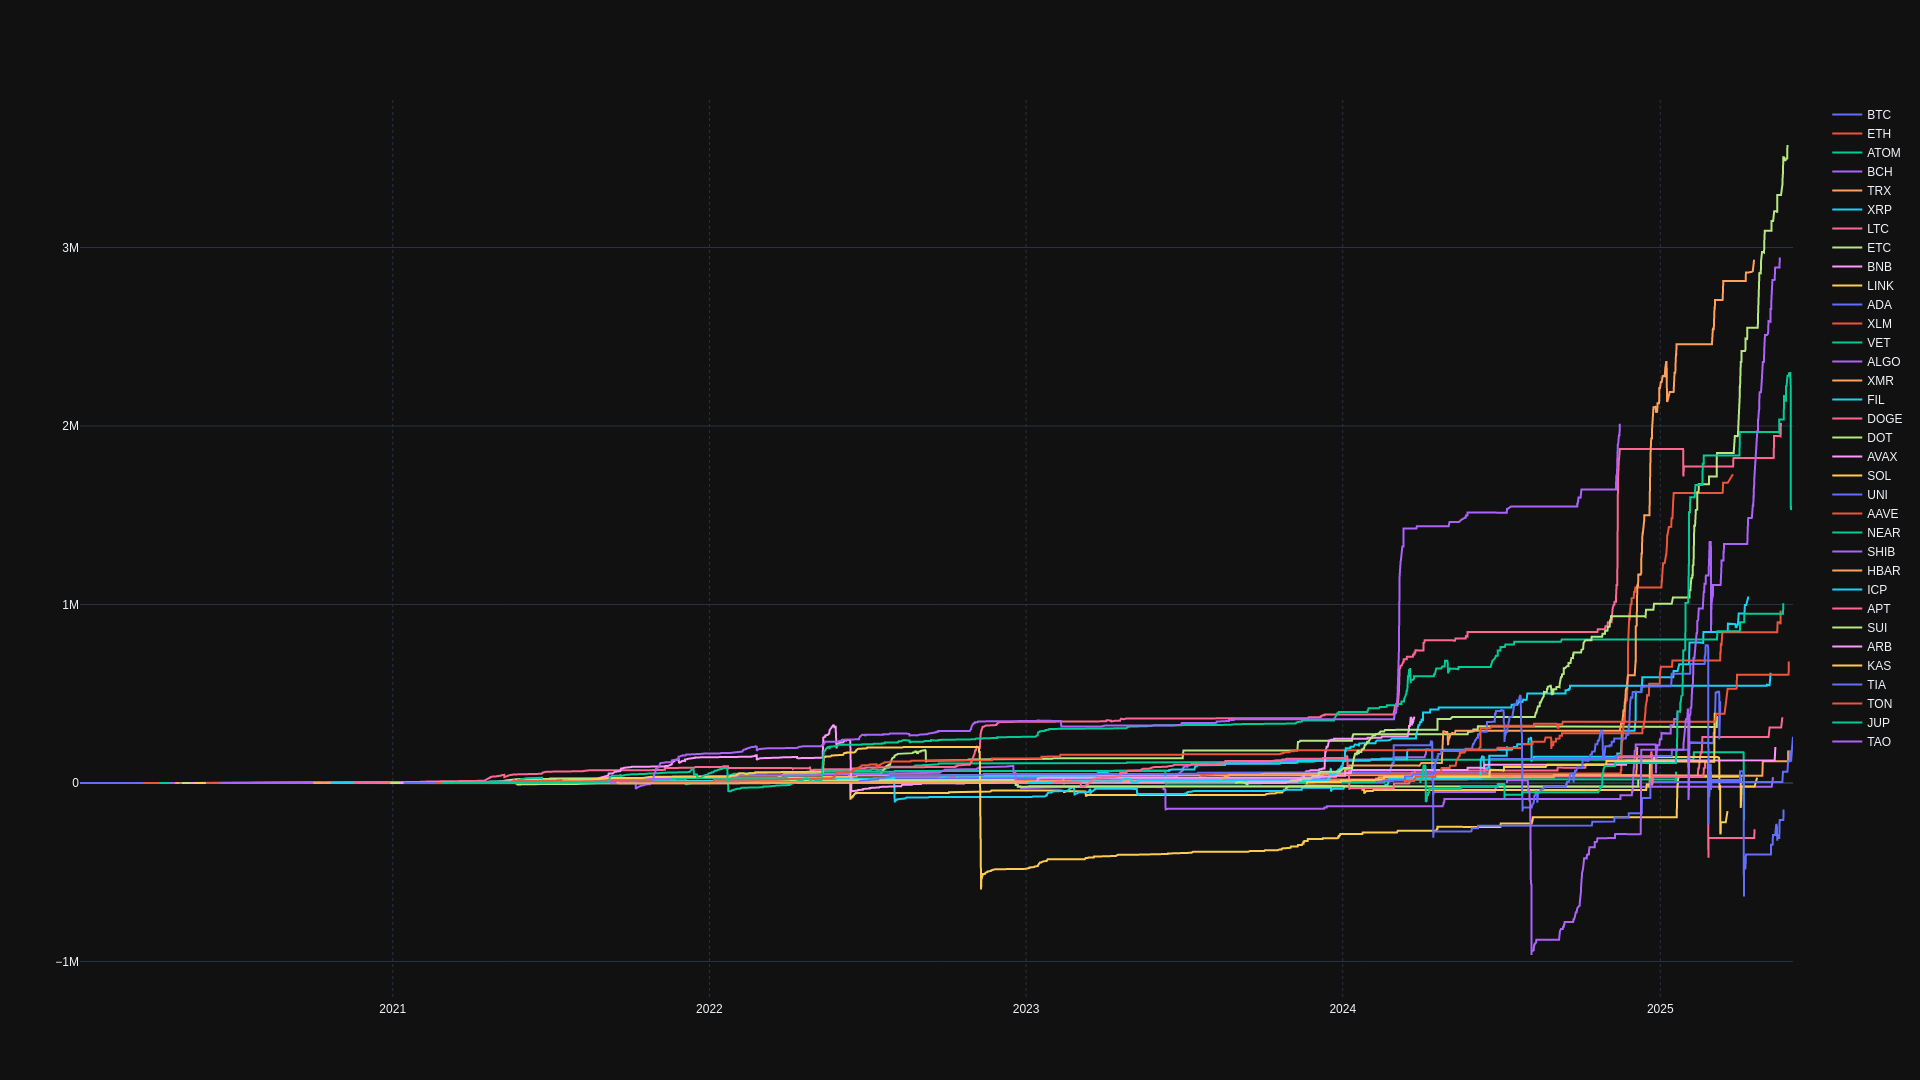 3M
2M
1M
0
−1M
2021
2022
2023
2024
2025
BTC
ETH
ATOM
BCH
TRX
XRP
LTC
ETC
BNB
LINK
ADA
XLM
VET
ALGO
XMR
FIL
DOGE
DOT
AVAX
SOL
UNI
AAVE
NEAR
SHIB
HBAR
ICP
APT
SUI
ARB
KAS
TIA
TON
JUP
TAO